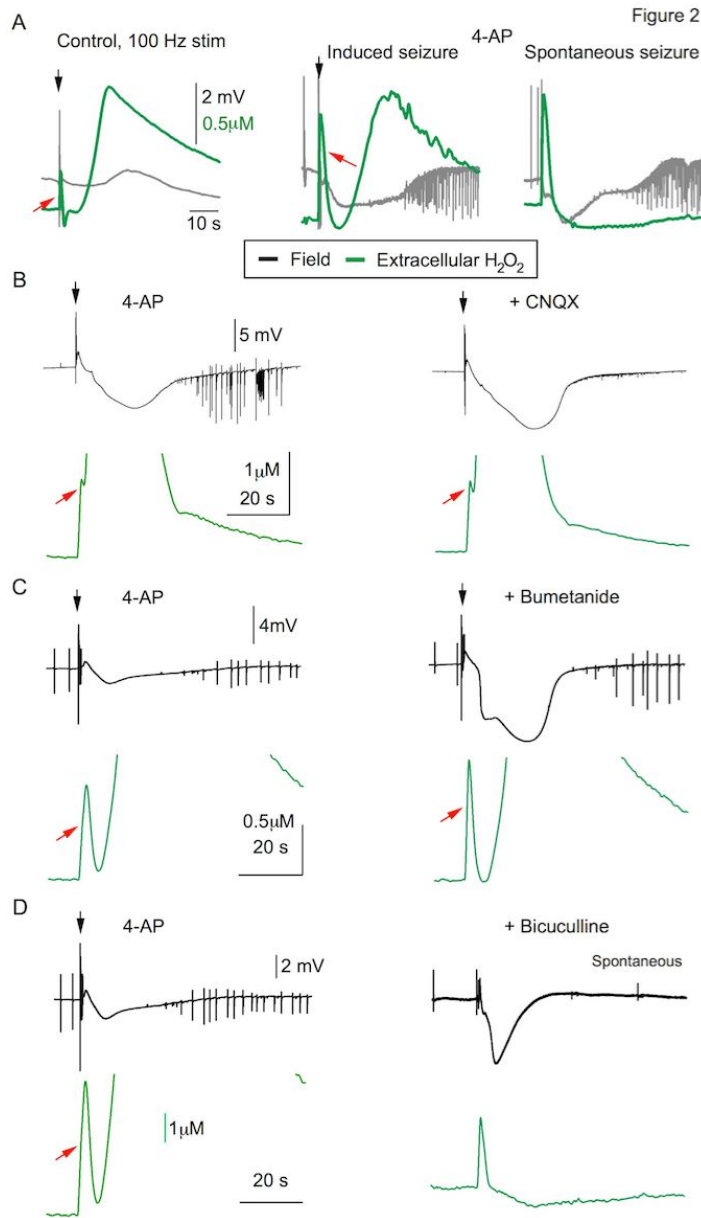 Figure 2
A
Control, 100 Hz stim
4-AP
Induced seizure
Spontaneous seizure
2 mV
0.5µM
10 s
Field
Extracellular H₂O₂
B
4-AP
+ CNQX
5 mV
1µM
20 s
C
4-AP
+ Bumetanide
4mV
0.5µM
20 s
D
4-AP
+ Bicuculline
2 mV
Spontaneous
1µM
20 s